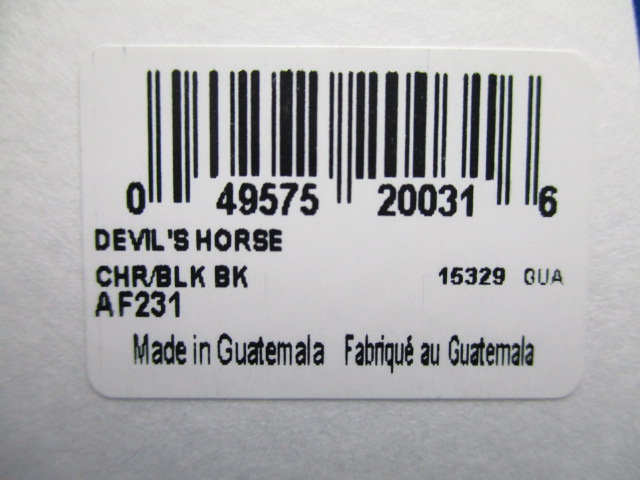 0 49575 20031 6
DEVIL'S HORSE
CHR/BLK BK 15329 GUA
AF231
Made in Guatemala Fabriqué au Guatemala